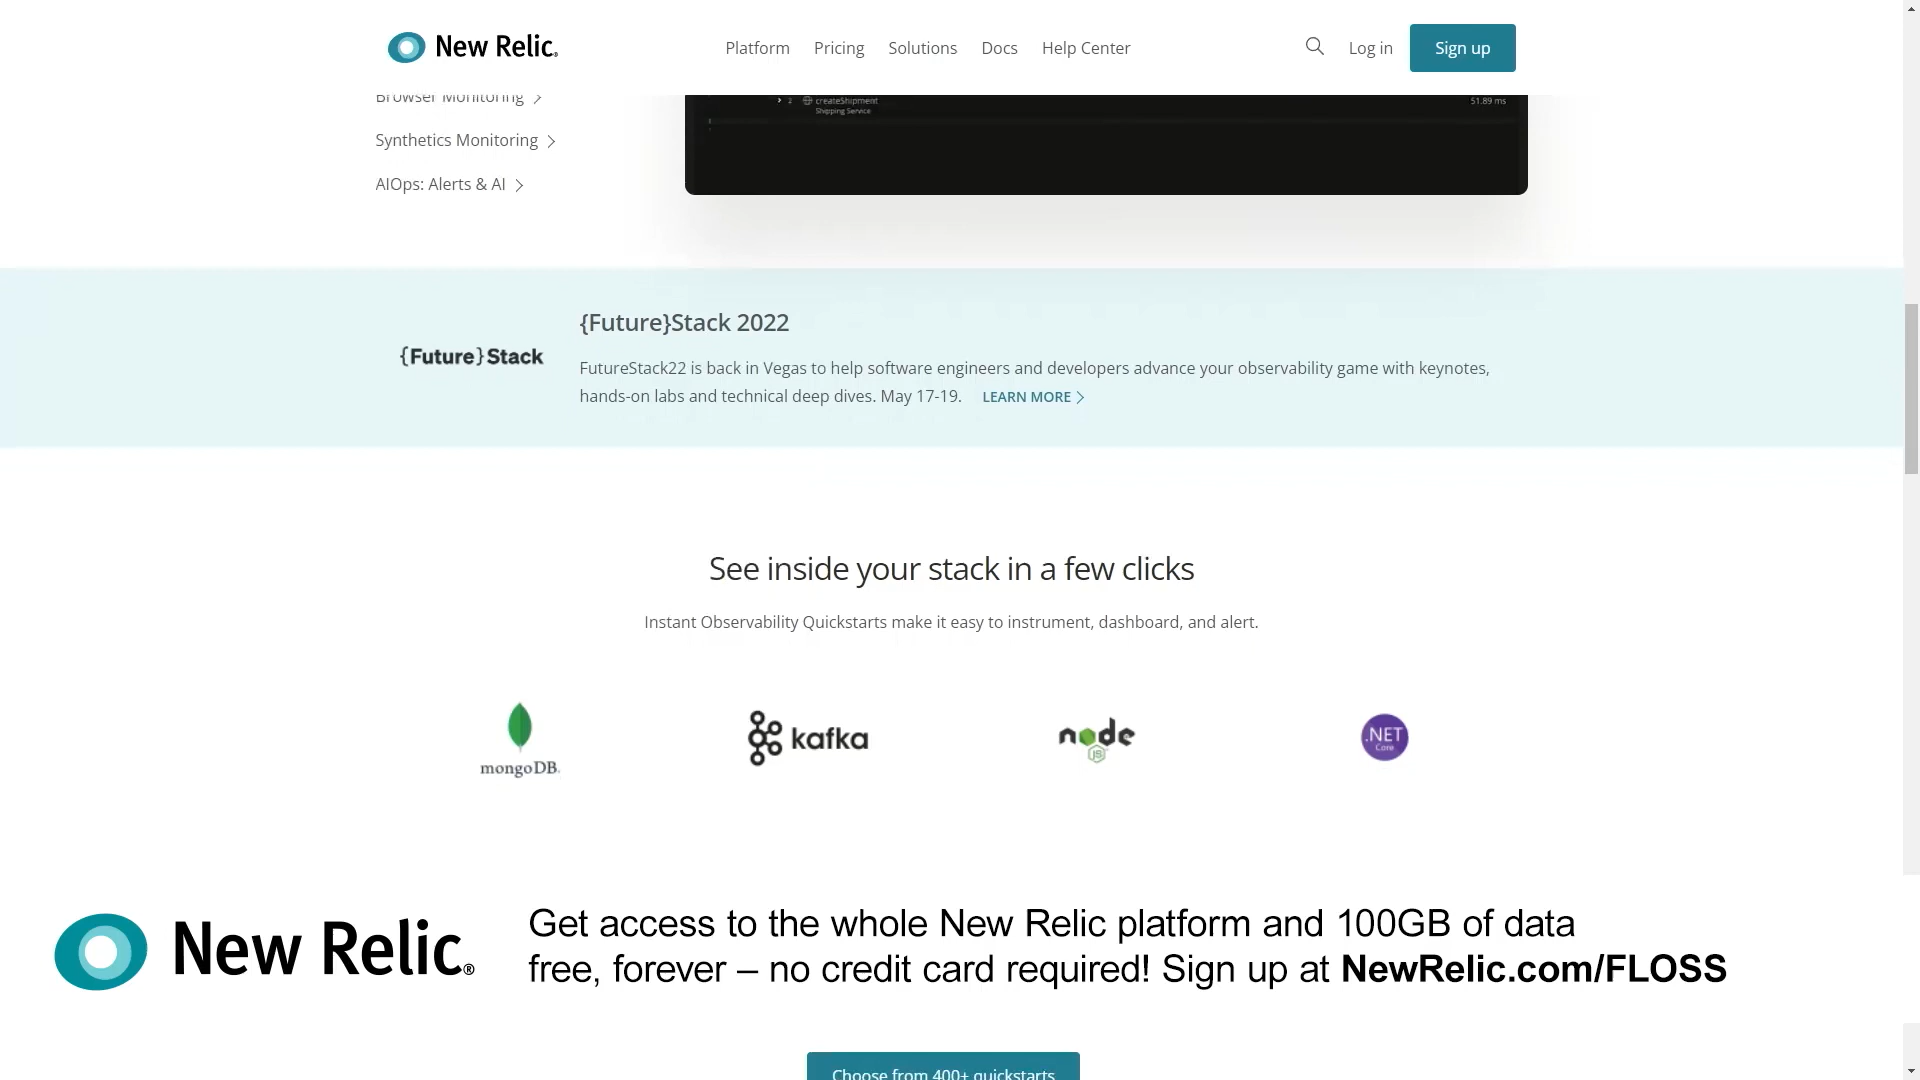 New Relic.
Platform Pricing Solutions Docs Help Center Log in Sign up
Browser Monitoring
2 createShipment 51.89 ms
Shipping Service
Synthetics Monitoring
AIOps: Alerts & AI
{Future}Stack 2022
{Future}Stack
FutureStack22 is back in Vegas to help software engineers and developers advance your observability game with keynotes,
hands-on labs and technical deep dives. May 17-19. LEARN MORE
See inside your stack in a few clicks
Instant Observability Quickstarts make it easy to instrument, dashboard, and alert.
mongoDB.
kafka
node
JS
.NET
Core
New Relic®
Get access to the whole New Relic platform and 100GB of data
free, forever – no credit card required! Sign up at NewRelic.com/FLOSS
Choose from 400+ quickstarts